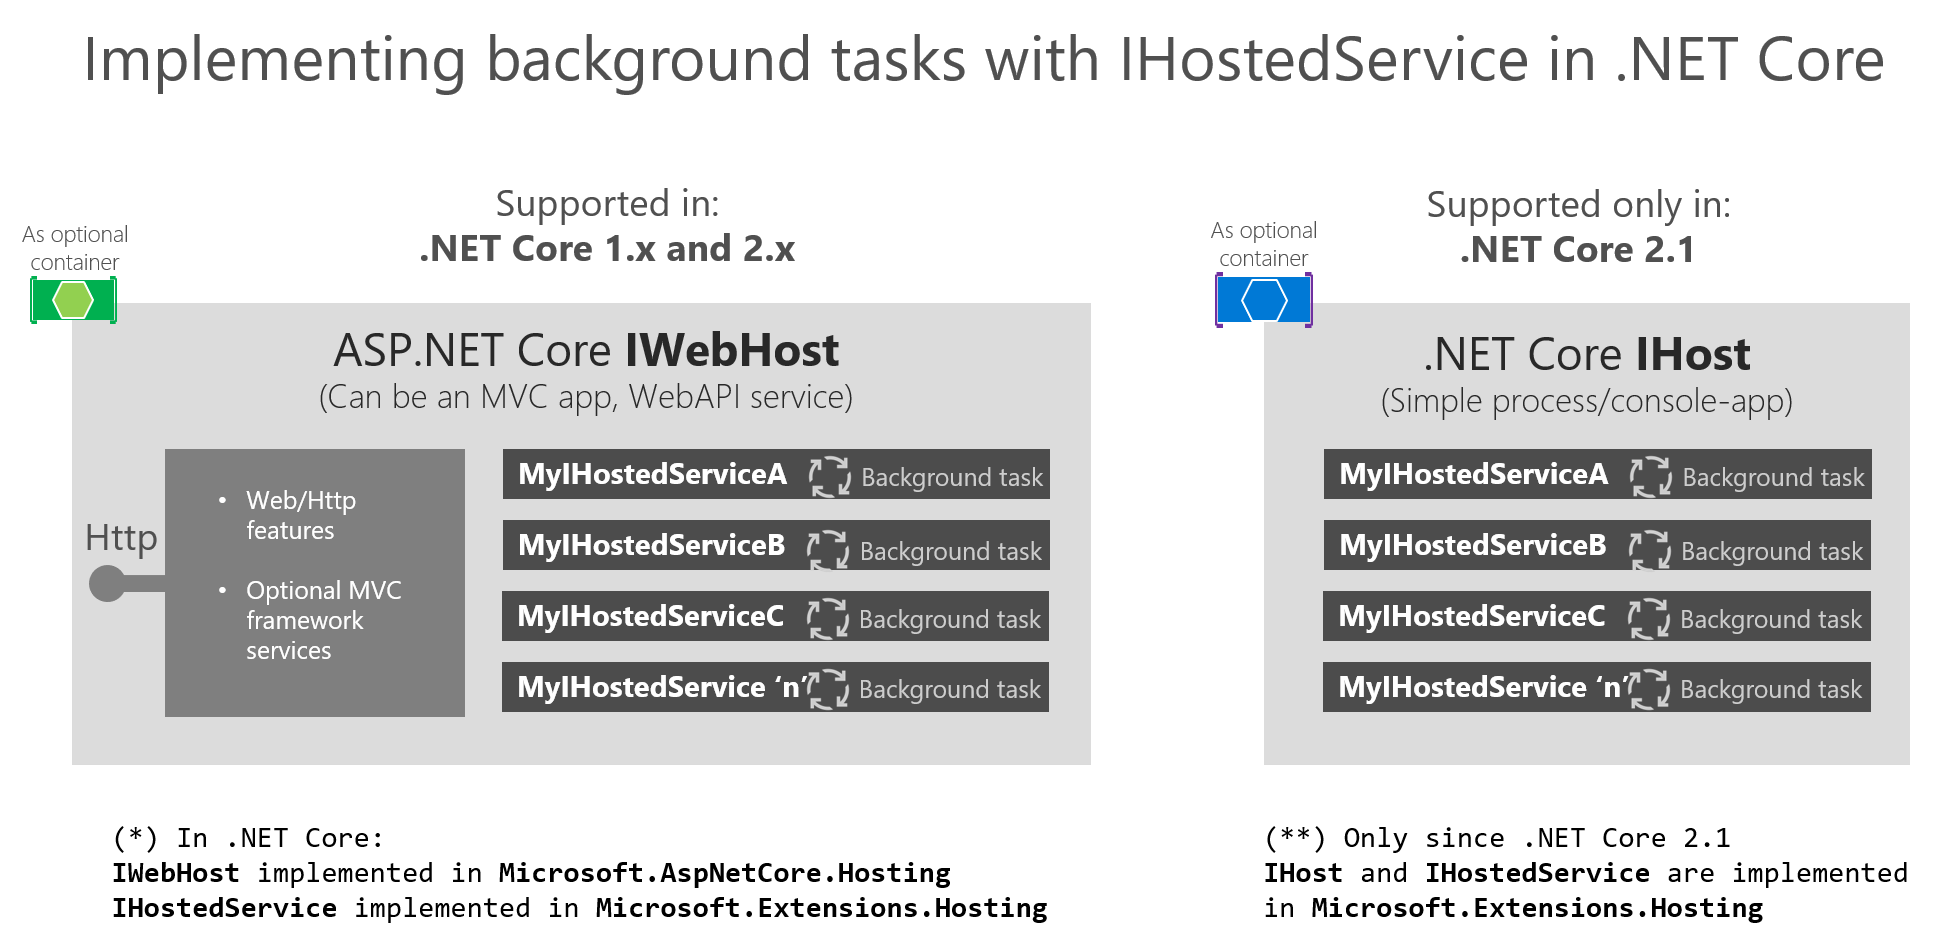 Implementing background tasks with IHostedService in .NET Core
As optional
container
Supported in:
.NET Core 1.x and 2.x
ASP.NET Core IWebHost
(Can be an MVC app, WebAPI service)
Http
• Web/Http
features
• Optional MVC
framework
services
MyIHostedServiceA Background task
MyIHostedServiceB Background task
MyIHostedServiceC Background task
MyIHostedService ‘n’ Background task
(*) In .NET Core:
IWebHost implemented in Microsoft.AspNetCore.Hosting
IHostedService implemented in Microsoft.Extensions.Hosting
As optional
container
Supported only in:
.NET Core 2.1
.NET Core IHost
(Simple process/console-app)
MyIHostedServiceA Background task
MyIHostedServiceB Background task
MyIHostedServiceC Background task
MyIHostedService ‘n’ Background task
(**) Only since .NET Core 2.1
IHost and IHostedService are implemented
in Microsoft.Extensions.Hosting